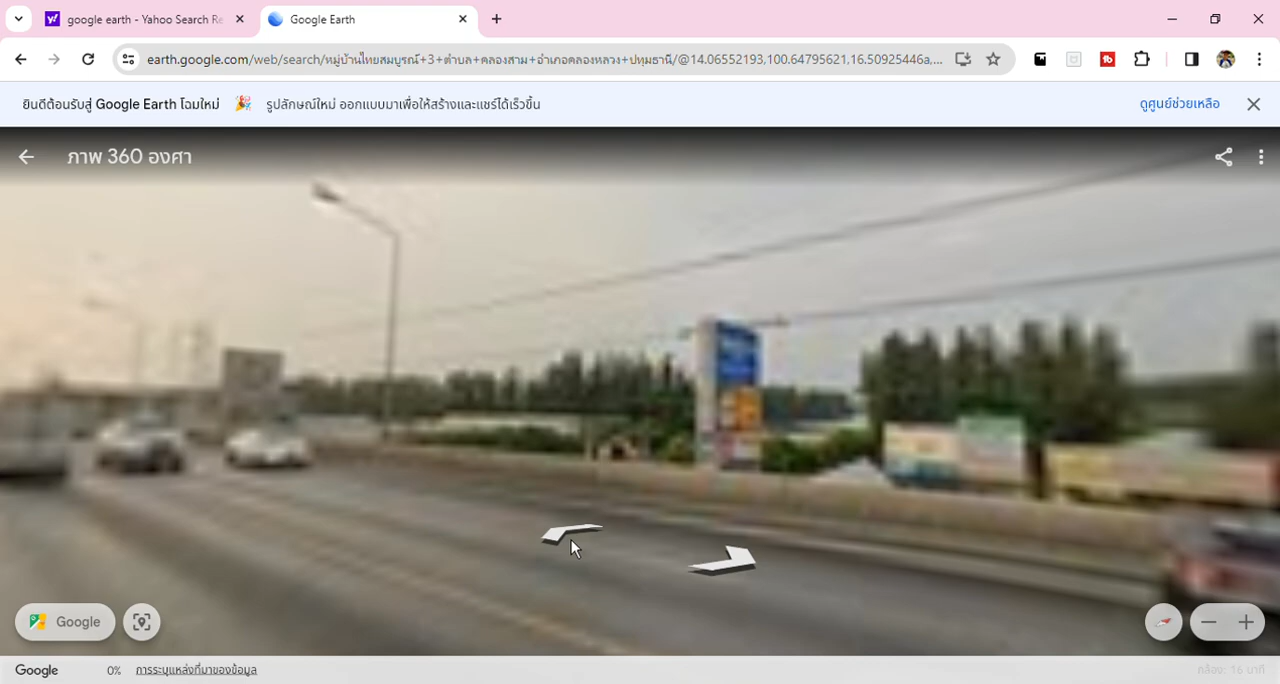 google earth - Yahoo Search Re
Google Earth
earth.google.com/web/search/หมู่บ้านไทยสมบูรณ์+3+ตำบล+คลองสาม+อำเภอคลองหลวง+ปทุมธานี/@14.06552193,100.64795621,16.50925446a,...
ยินดีต้อนรับสู่ Google Earth โฉมใหม่ 🎉 รูปลักษณ์ใหม่ ออกแบบมาเพื่อให้สร้างและแชร์ได้เร็วขึ้น
ดูศูนย์ช่วยเหลือ
ภาพ 360 องศา
Google
Google 0% การระบุแหล่งที่มาของข้อมูล
กล้อง: 16 นาที